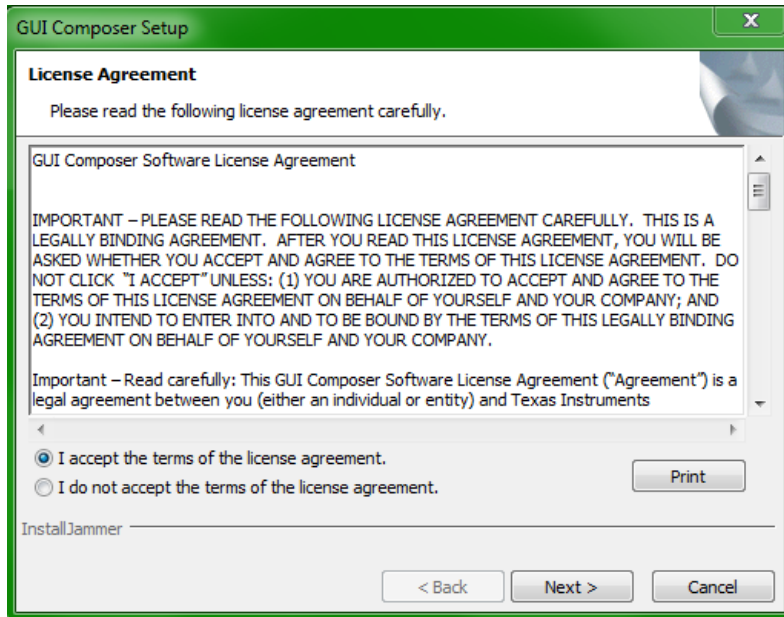 GUI Composer Setup
X
License Agreement
Please read the following license agreement carefully.
GUI Composer Software License Agreement
IMPORTANT – PLEASE READ THE FOLLOWING LICENSE AGREEMENT CAREFULLY.  THIS IS A
LEGALLY BINDING AGREEMENT.  AFTER YOU READ THIS LICENSE AGREEMENT, YOU WILL BE
ASKED WHETHER YOU ACCEPT AND AGREE TO THE TERMS OF THIS LICENSE AGREEMENT.  DO
NOT CLICK  “I ACCEPT” UNLESS: (1) YOU ARE AUTHORIZED TO ACCEPT AND AGREE TO THE
TERMS OF THIS LICENSE AGREEMENT ON BEHALF OF YOURSELF AND YOUR COMPANY; AND
(2) YOU INTEND TO ENTER INTO AND TO BE BOUND BY THE TERMS OF THIS LEGALLY BINDING
AGREEMENT ON BEHALF OF YOURSELF AND YOUR COMPANY.
Important – Read carefully: This GUI Composer Software License Agreement (“Agreement”) is a
legal agreement between you (either an individual or entity) and Texas Instruments
I accept the terms of the license agreement.
I do not accept the terms of the license agreement.
Print
InstallJammer
< Back
Next >
Cancel